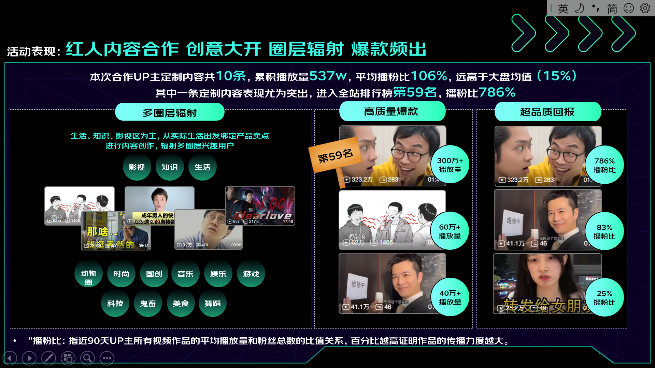 英 简
活动表现: 红人内容合作 创意大开 圈层辐射 爆款频出
本次合作UP主定制内容共10条, 累积播放量537w, 平均播粉比106%, 远高于大盘均值 (15%)
其中一条定制内容表现尤为突出, 进入全站排行榜第59名, 播粉比786%
多圈层辐射
高质量爆款
超品质回报
生活、知识、影视区为主, 从实际生活出发绑定产品卖点
进行内容创作, 辐射多圈层兴趣用户
影视 知识 生活
第59名
300万+
播放量
323.2万 283
786%
播粉比
323.2万 283
那啥
60万+
播放量
1405
83%
播粉比
41.1万 46
动物圈 时尚 国创 音乐 娱乐 游戏
科技 鬼畜 美食
40万+
播放量
41.1万 46
25%
播粉比
转发给女朋
• "播粉比: 指近90天UP主所有视频作品的平均播放量和粉丝总数的比值关系, 百分比越高证明作品的传播力度越大。